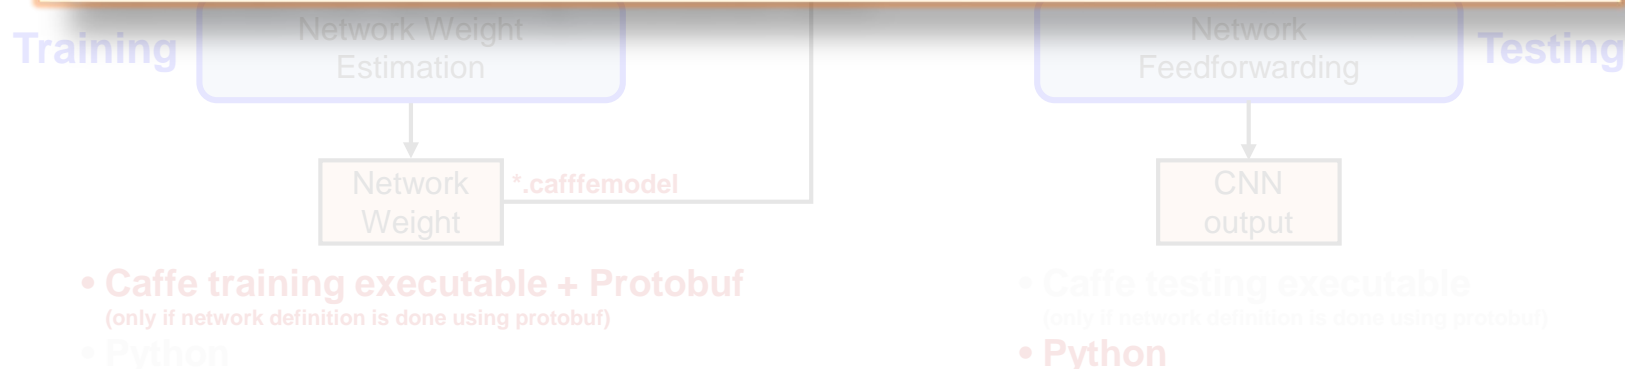 Training
Network Weight
Estimation
Network
Feedforwarding
Testing
Network
Weight
*.cafffemodel
CNN
output
• Caffe training executable + Protobuf
(only if network definition is done using protobuf)
• Python
• Caffe testing executable
(only if network definition is done using protobuf)
• Python